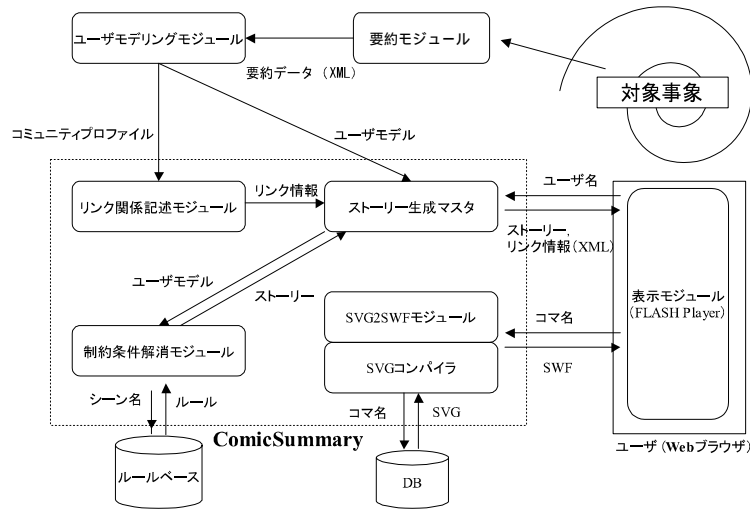 ユーザモデリングモジュール
要約モジュール
要約データ (XML)
対象事象
コミュニティプロファイル
ユーザモデル
リンク関係記述モジュール
リンク情報
ストーリー生成マスタ
ユーザ名
ストーリー,
リンク情報(XML)
ユーザモデル
ストーリー
表示モジュール
(FLASH Player)
SVG2SWFモジュール
コマ名
制約条件解消モジュール
SVGコンパイラ
SWF
シーン名
ルール
コマ名
SVG
ComicSummary
ユーザ(Webブラウザ)
ルールベース
DB